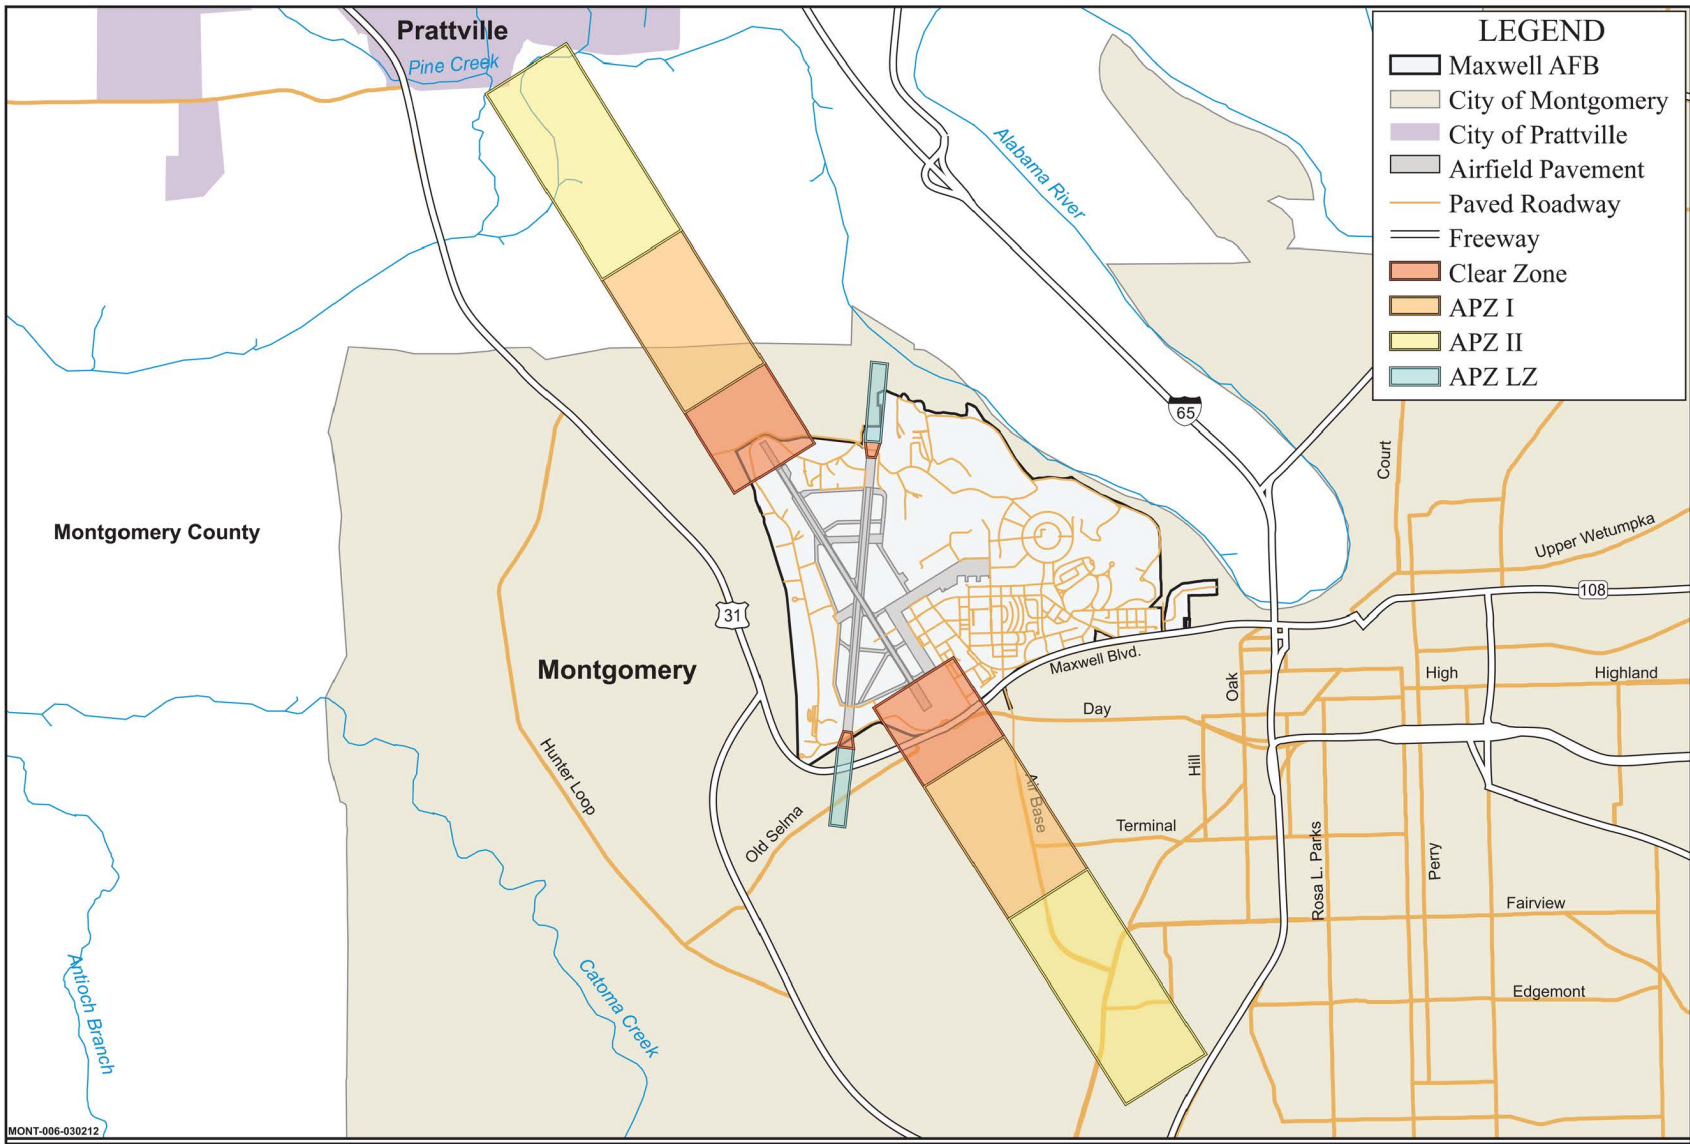 Prattville
Pine Creek
Alabama River
LEGEND
Maxwell AFB
City of Montgomery
City of Prattville
Airfield Pavement
Paved Roadway
Freeway
Clear Zone
APZ I
APZ II
APZ LZ
65
Court
Montgomery County
Upper Wetumpka
108
31
Montgomery
Maxwell Blvd.
Oak
High
Highland
Day
Hunter Loop
Hill
Air Base
Old Selma
Terminal
Rosa L. Parks
Perry
Fairview
Antioch Branch
Catoma Creek
Edgemont
MONT-006-030212